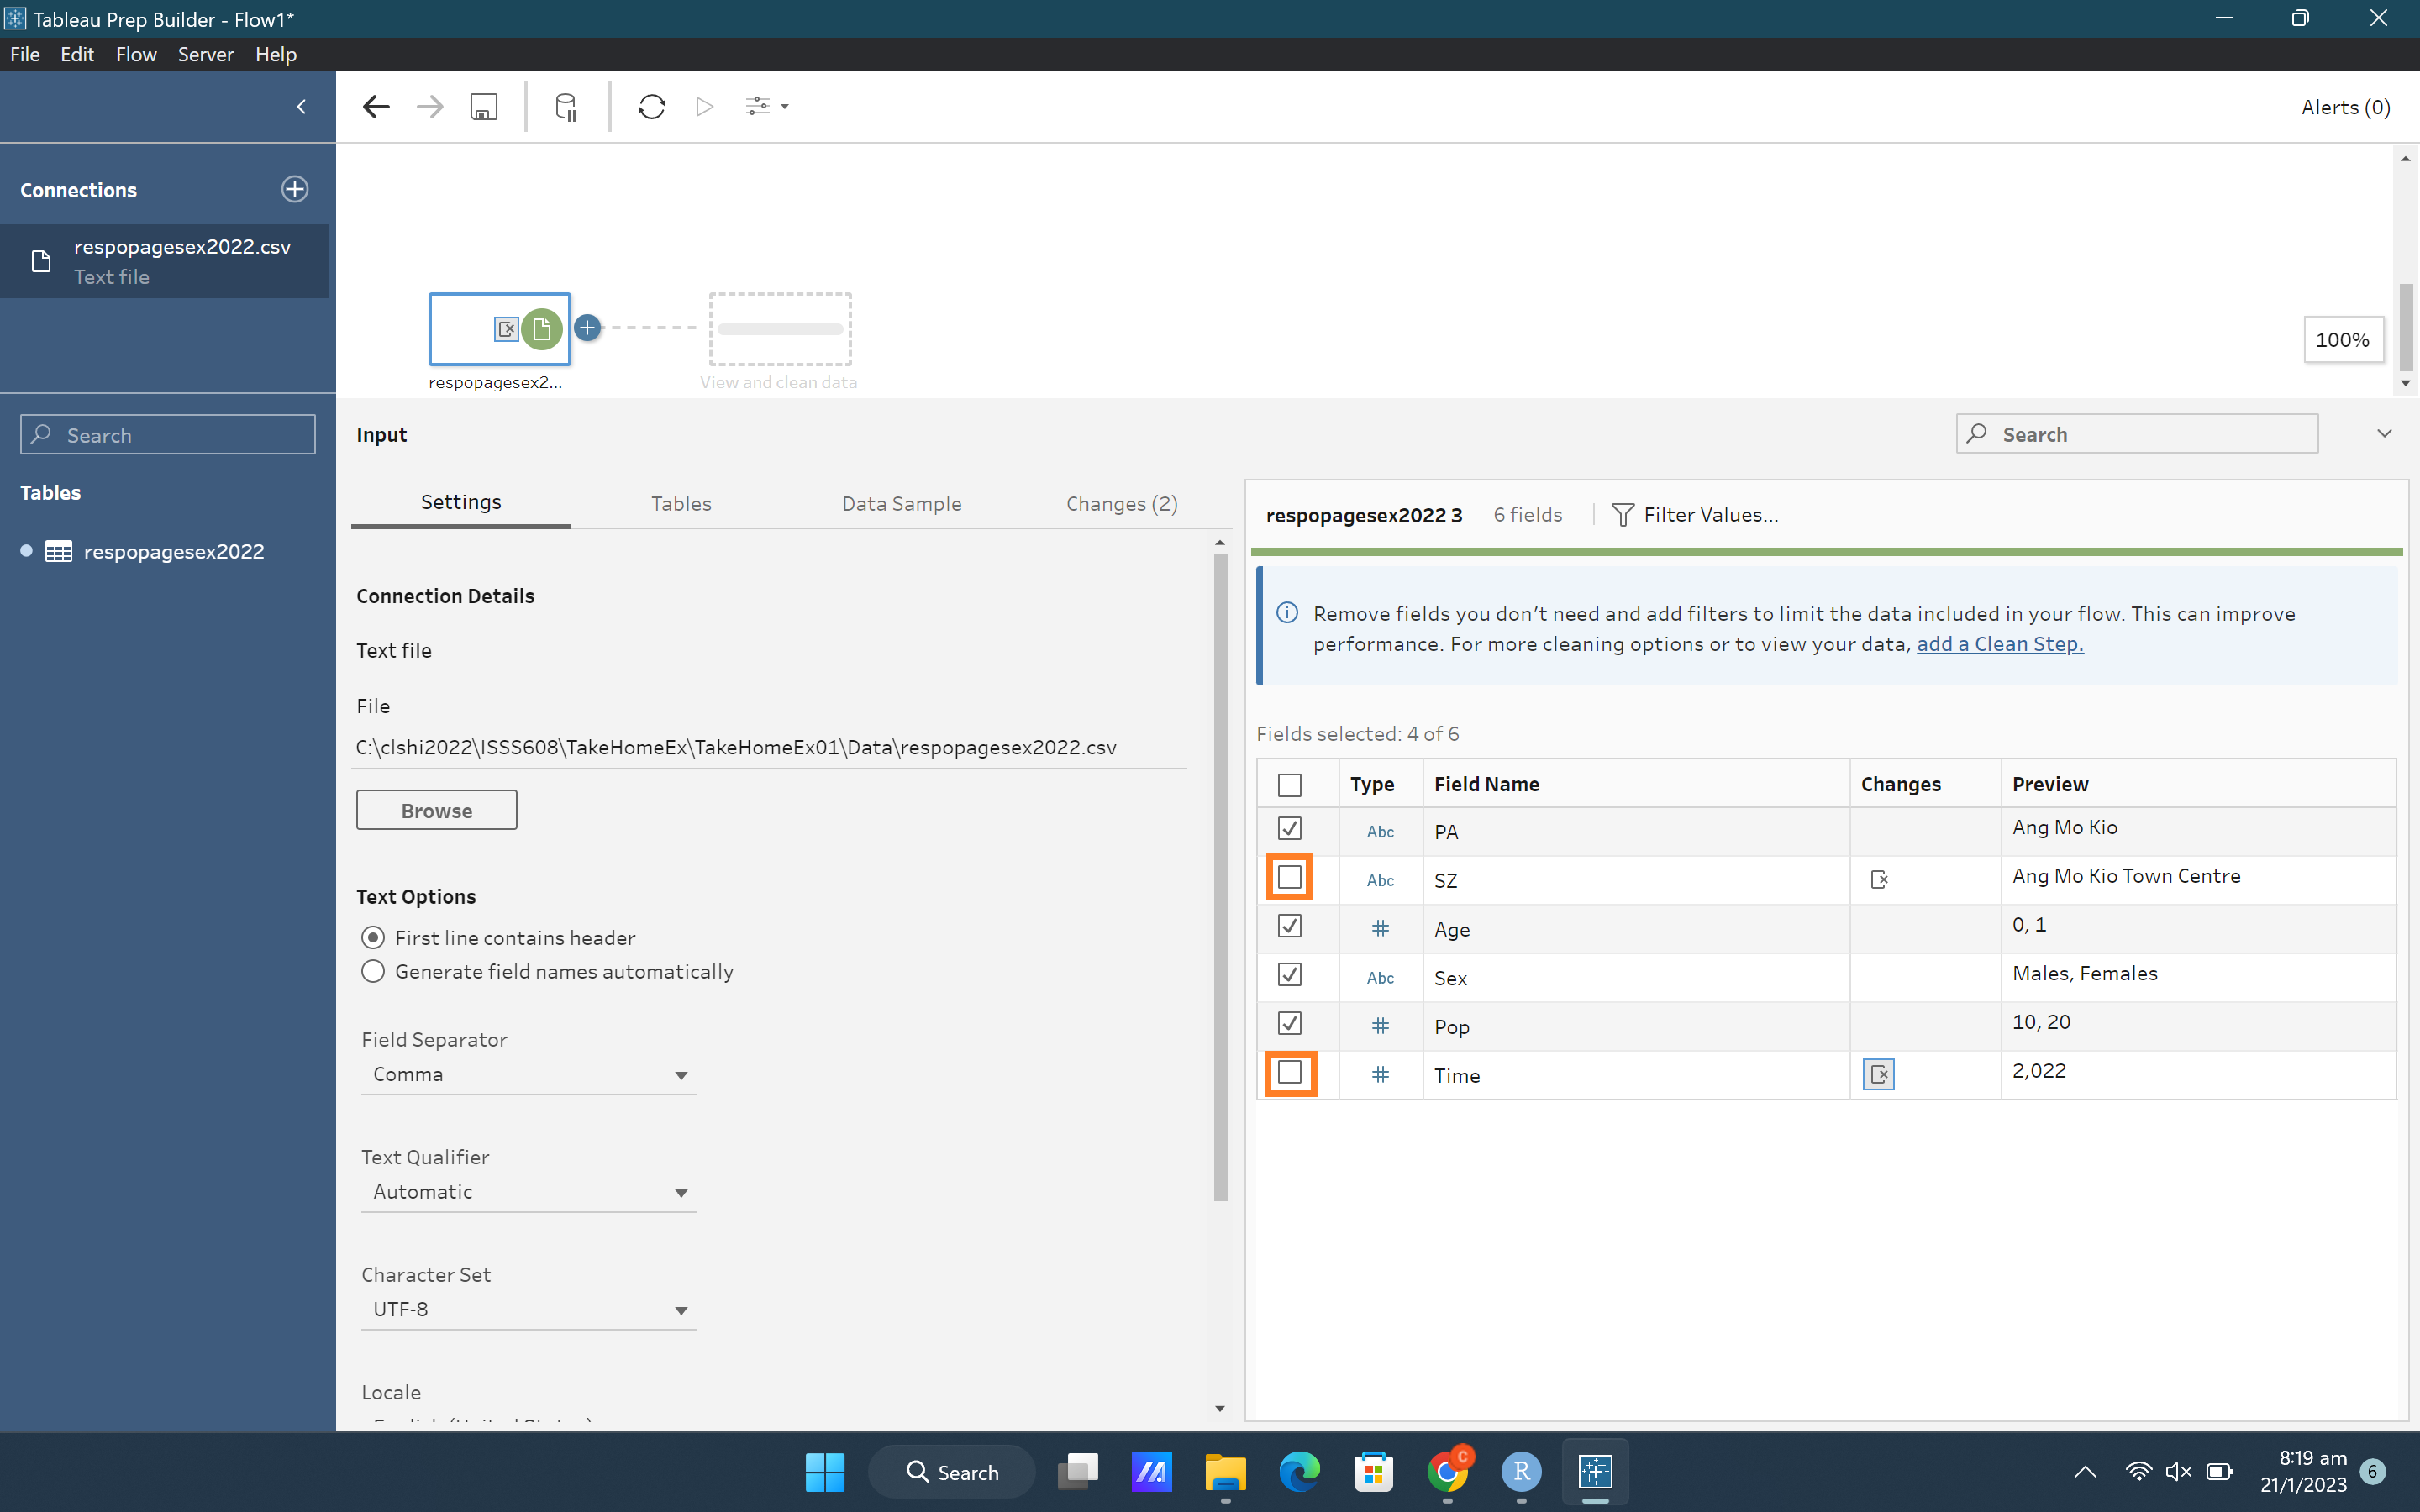 Tableau Prep Builder - Flow1*
File Edit Flow Server Help
Alerts (0)
Connections
respopagesex2022.csv
Text file
respopagesex2...
View and clean data
100%
Search
Tables
respopagesex2022
Input
Search
Settings Tables Data Sample Changes (2)
Connection Details
Text file
File
C:\clshi2022\ISSS608\TakeHomeEx\TakeHomeEx01\Data\respopagesex2022.csv
Browse
Text Options
First line contains header
Generate field names automatically
Field Separator
Comma
Text Qualifier
Automatic
Character Set
UTF-8
Locale
English (United States)
respopagesex2022 3 6 fields Filter Values...
Remove fields you don't need and add filters to limit the data included in your flow. This can improve
performance. For more cleaning options or to view your data, add a Clean Step.
Fields selected: 4 of 6
Type Field Name Changes Preview
Abc PA Ang Mo Kio
Abc SZ Ang Mo Kio Town Centre
# Age 0, 1
Abc Sex Males, Females
# Pop 10, 20
# Time 2,022
Search
C
R
8:19 am
21/1/2023
6